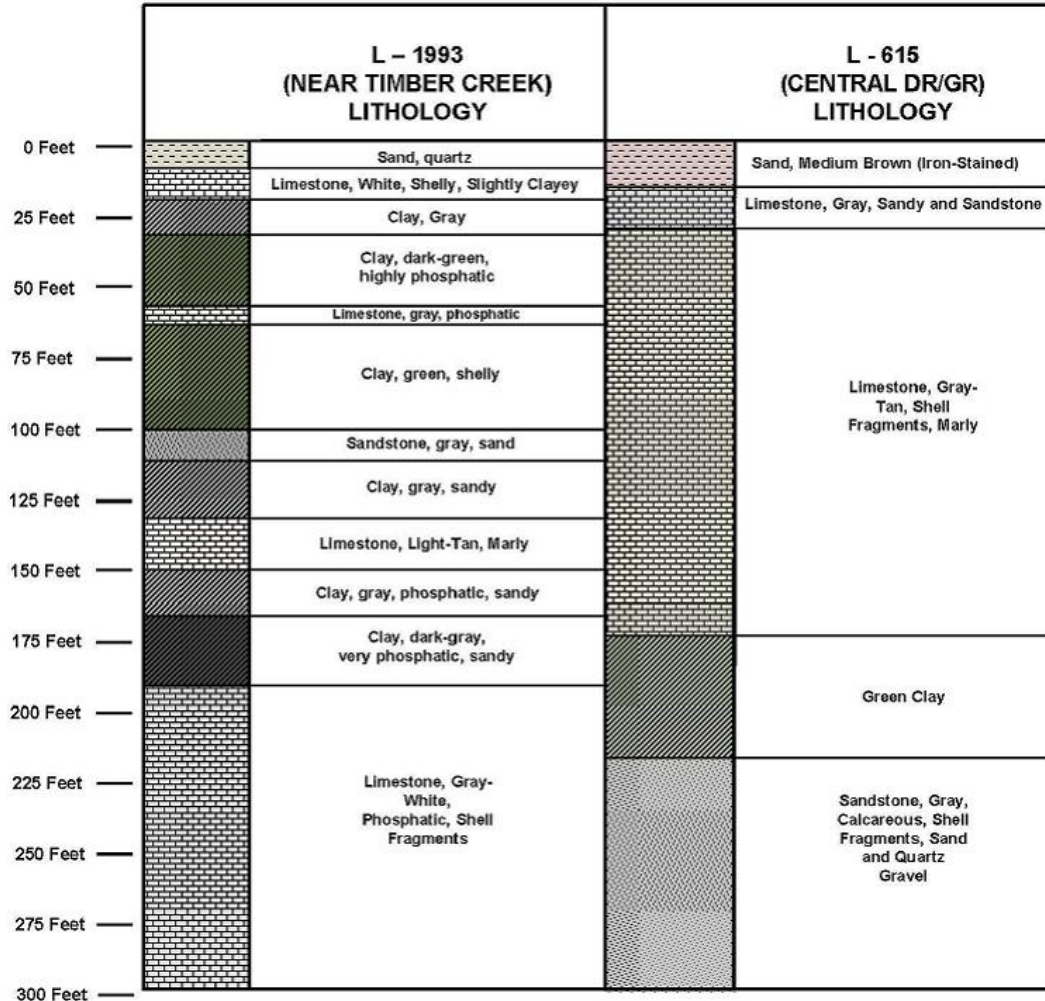 L – 1993
(NEAR TIMBER CREEK)
LITHOLOGY
L - 615
(CENTRAL DR/GR)
LITHOLOGY
0 Feet
25 Feet
50 Feet
75 Feet
100 Feet
125 Feet
150 Feet
175 Feet
200 Feet
225 Feet
250 Feet
275 Feet
300 Feet
Sand, quartz
Limestone, White, Shelly, Slightly Clayey
Clay, Gray
Clay, dark-green,
highly phosphatic
Limestone, gray, phosphatic
Clay, green, shelly
Sandstone, gray, sand
Clay, gray, sandy
Limestone, Light-Tan, Marly
Clay, gray, phosphatic, sandy
Clay, dark-gray,
very phosphatic, sandy
Limestone, Gray-
White,
Phosphatic, Shell
Fragments
Sand, Medium Brown (Iron-Stained)
Limestone, Gray, Sandy and Sandstone
Limestone, Gray-
Tan, Shell
Fragments, Marly
Green Clay
Sandstone, Gray,
Calcareous, Shell
Fragments, Sand
and Quartz
Gravel